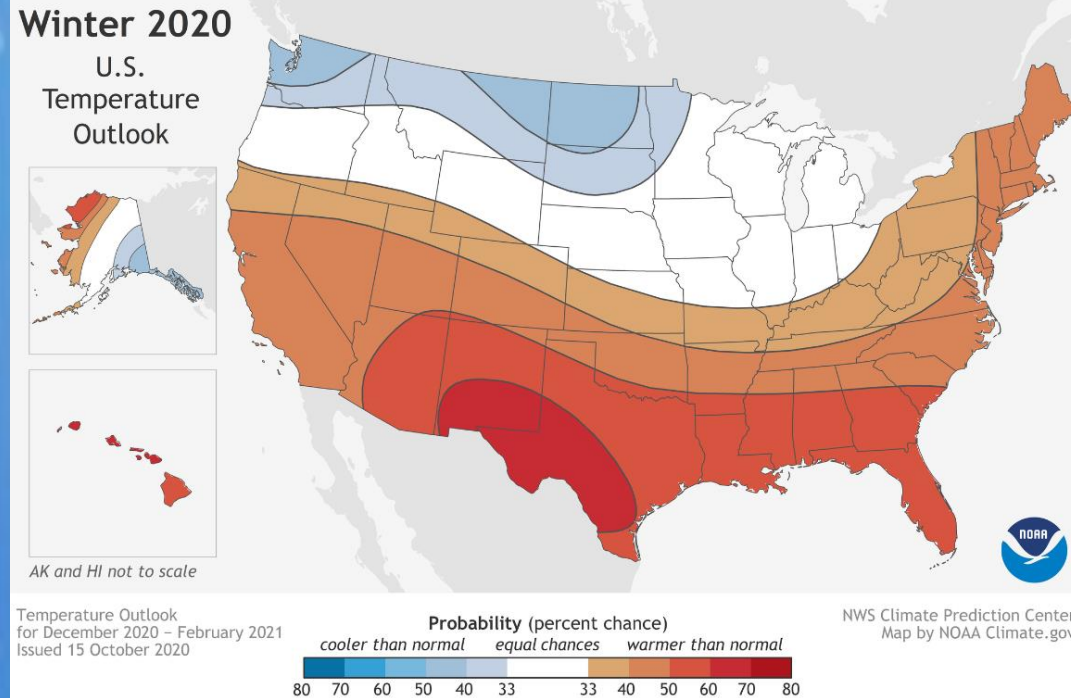 Winter 2020
U.S.
Temperature
Outlook
AK and HI not to scale
NOAA
Temperature Outlook
for December 2020 – February 2021
Issued 15 October 2020
Probability (percent chance)
cooler than normal equal chances warmer than normal
80 70 60 50 40 33 33 40 50 60 70 80
NWS Climate Prediction Center
Map by NOAA Climate.gov